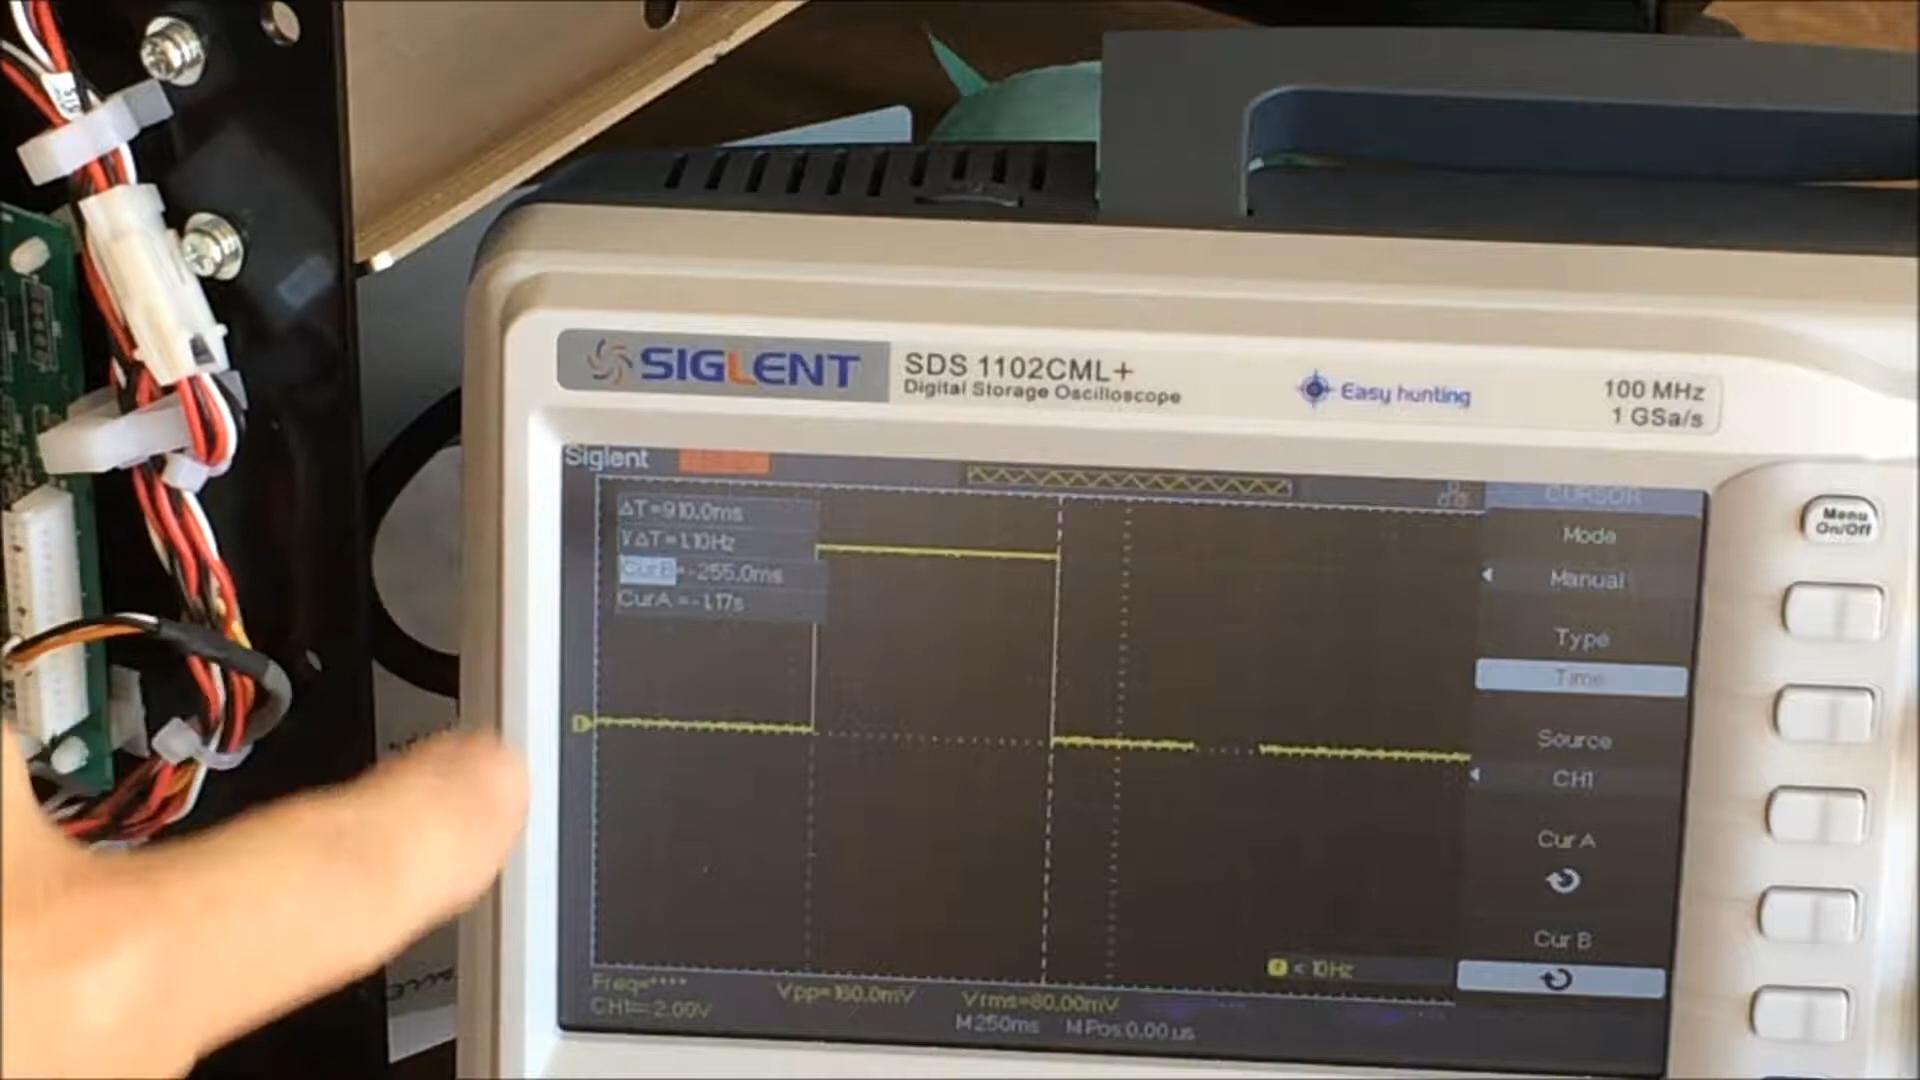 SIGLENT
SDS 1102CML+
Digital Storage Oscilloscope
Easy hunting
100 MHz
1 GSa/s
Siglent
CURSOR
ΔT=910.0ms
1/ΔT=1.10Hz
CurB=-255.0ms
CurA=-1.17s
Mode
Manual
Type
Time
Source
CH1
Cur A
Cur B
Menu
On/Off
< 10Hz
Freq=****
Vpp=160.0mV
Vrms=80.00mV
CH1 2.00V
M 250ms
M Pos:0.00us